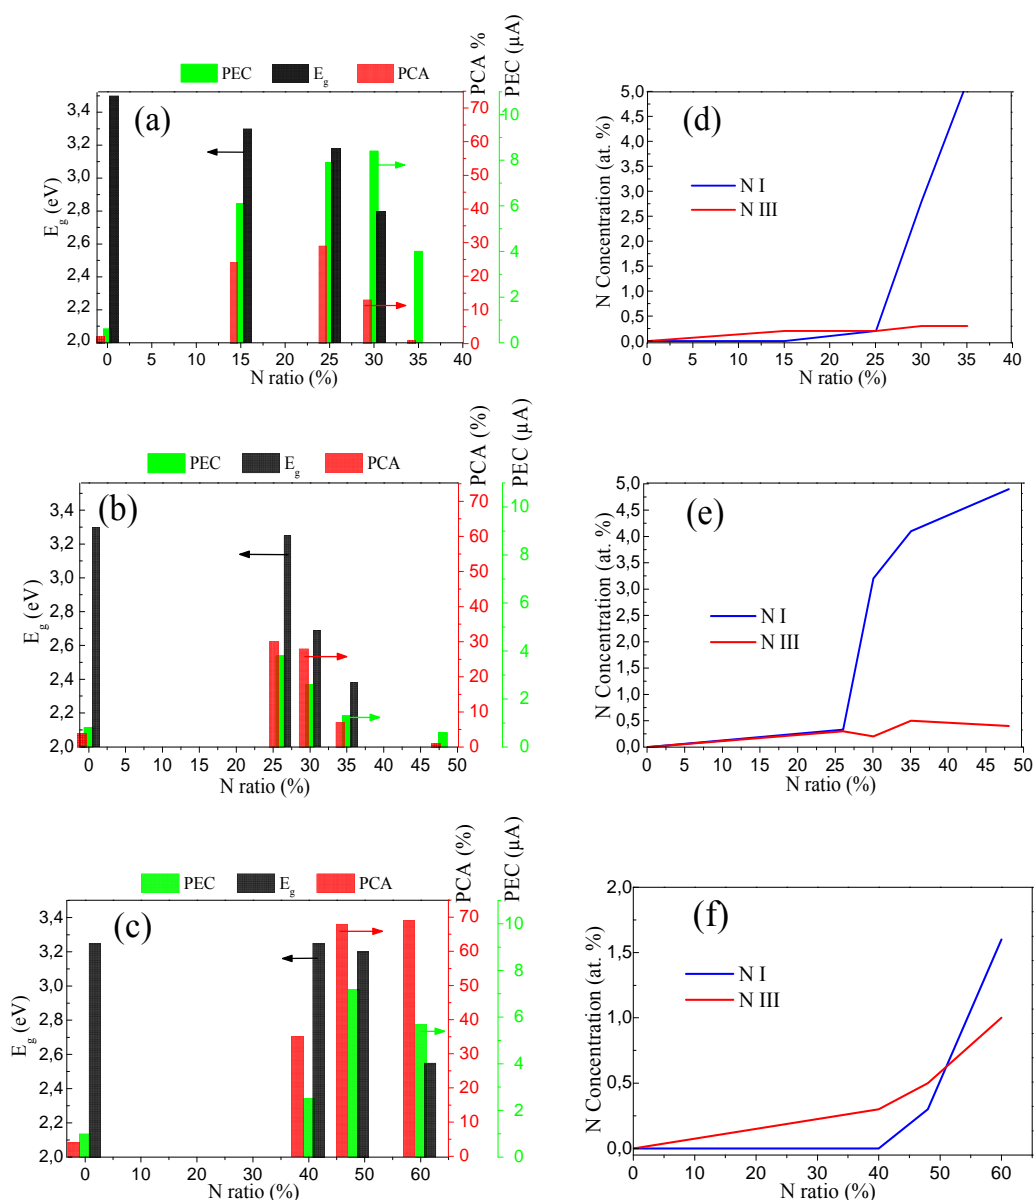 PCA %
PEC (µA)
PEC
E_g
PCA
(a)
3,4
3,2
3,0
2,8
2,6
2,4
2,2
2,0
E_g (eV)
0 5 10 15 20 25 30 35 40
N ratio (%)
70
60
50
40
30
20
10
0
10
8
6
4
2
0
(d)
5,0
4,5
4,0
3,5
3,0
2,5
2,0
1,5
1,0
0,5
0,0
N Concentration (at. %)
N I
N III
0 5 10 15 20 25 30 35 40
N ratio (%)
PCA (%)
PEC (µA)
PEC
E_g
PCA
(b)
3,4
3,2
3,0
2,8
2,6
2,4
2,2
2,0
E_g (eV)
0 5 10 15 20 25 30 35 40 45 50
N ratio (%)
70
60
50
40
30
20
10
0
10
8
6
4
2
0
(e)
5,0
4,5
4,0
3,5
3,0
2,5
2,0
1,5
1,0
0,5
0,0
N Concentration (at. %)
N I
N III
0 5 10 15 20 25 30 35 40 45 50
N ratio (%)
PCA (%)
PEC (µA)
PEC
E_g
PCA
(c)
3,4
3,2
3,0
2,8
2,6
2,4
2,2
2,0
E_g (eV)
0 10 20 30 40 50 60
N ratio (%)
70
60
50
40
30
20
10
0
10
8
6
4
2
0
(f)
2,0
1,5
1,0
0,5
0,0
N Concentration (at. %)
N I
N III
0 10 20 30 40 50 60
N ratio (%)